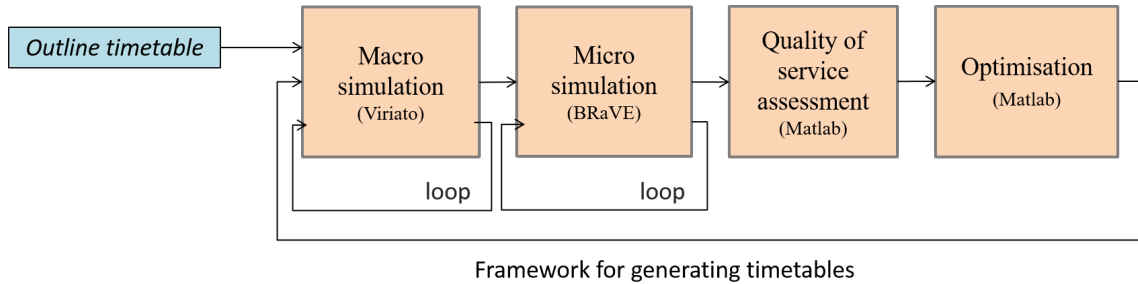 Outline timetable
Macro
simulation
(Viriato)
Micro
simulation
(BRaVE)
Quality of
service
assessment
(Matlab)
Optimisation
(Matlab)
loop
loop
Framework for generating timetables